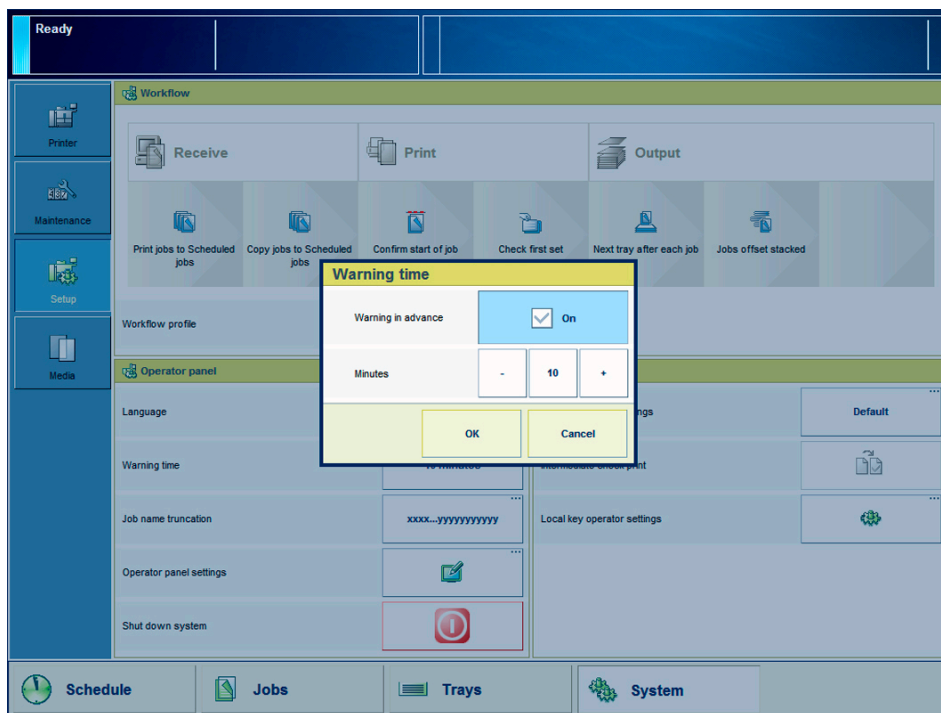 Ready
Workflow
Printer
Receive
Print
Output
Maintenance
Print jobs to Scheduled
jobs
Copy jobs to Scheduled
jobs
Confirm start of job
Check first set
Next tray after each job
Jobs offset stacked
Setup
Warning time
Warning in advance
On
Workflow profile
Minutes
-
10
+
Media
Operator panel
Language
OK
Cancel
Default
Warning time
Job name truncation
xxxx...yyyyyyyyyyy
Local key operator settings
Operator panel settings
Shut down system
Schedule
Jobs
Trays
System